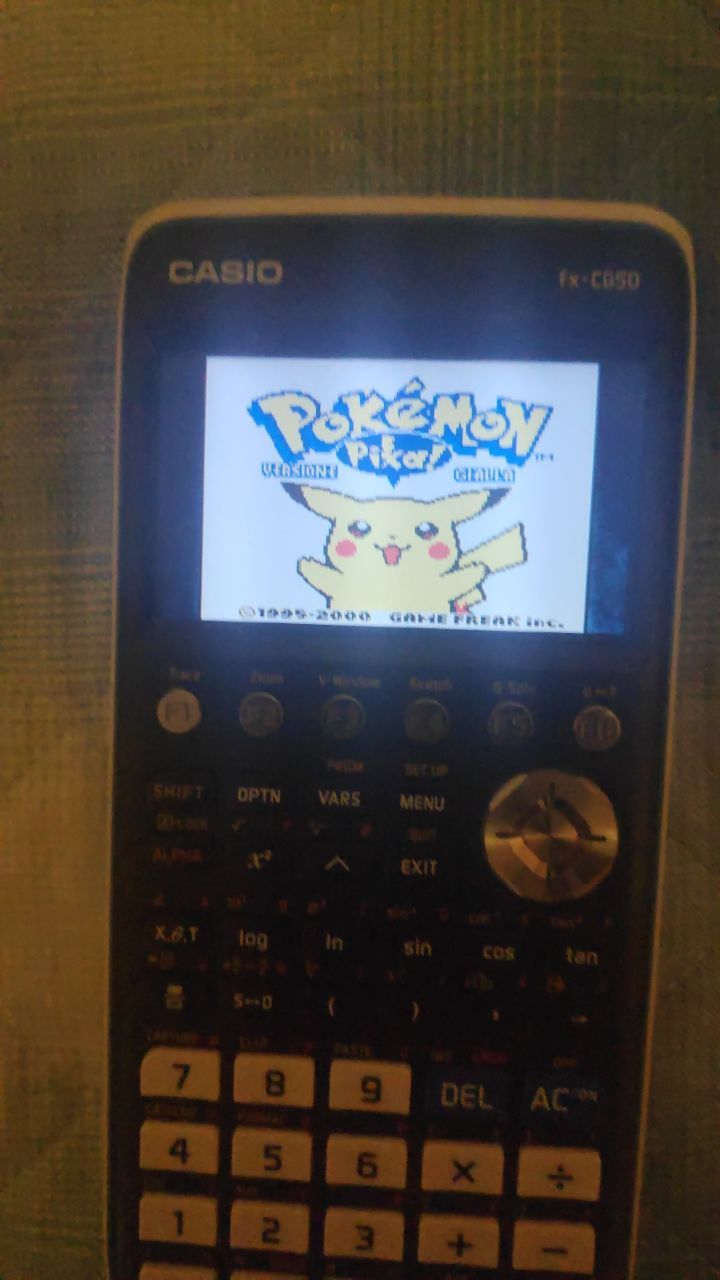 CASIO fx-CG50
POKéMON
Pika!
VERSIONE GIALLA
©1995-2000 GAME FREAK inc.
Trace Zoom V-Window Sketch G-Solv G↔T
F1 F2 F3 F4 F5 F6
PRGM SET UP
SHIFT OPTN VARS MENU
QUIT
ALPHA x² ^ EXIT
X,θ,T log ln sin cos tan
S↔D ( ) , →
7 8 9 DEL AC/ON
4 5 6 × ÷
1 2 3 + −